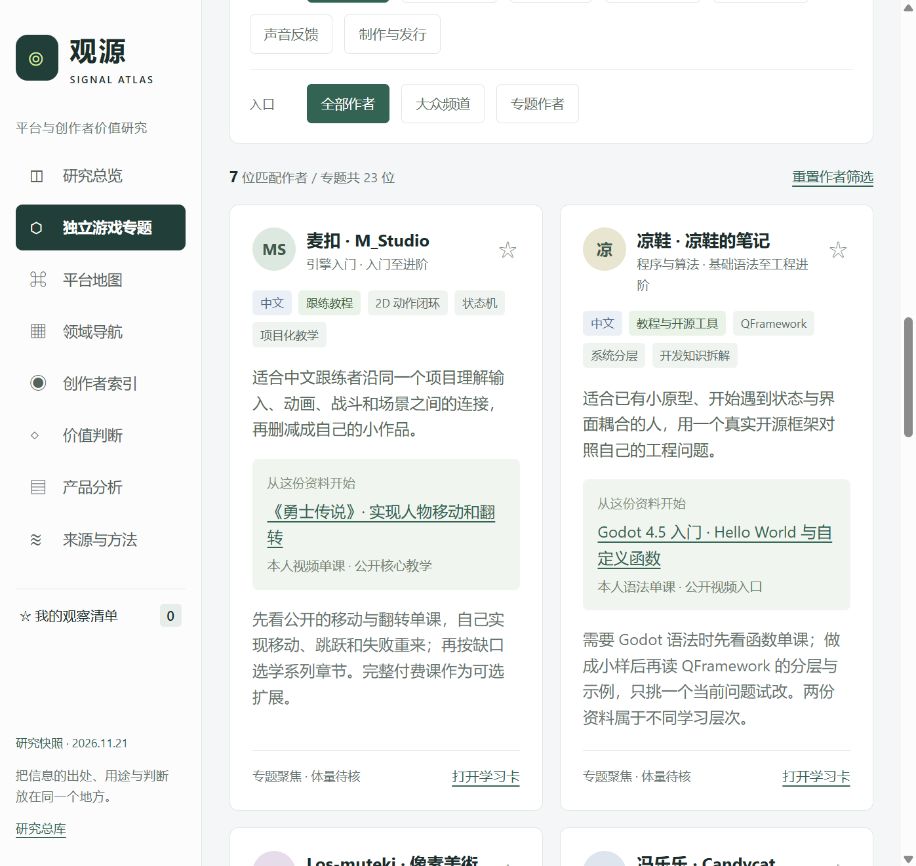 观源
SIGNAL ATLAS
平台与创作者价值研究
研究总览
独立游戏专题
平台地图
领域导航
创作者索引
价值判断
产品分析
来源与方法
☆ 我的观察清单 0
研究快照 · 2026.11.21
把信息的出处、用途与判断
放在同一个地方。
研究总库
声音反馈 制作与发行
入口 全部作者 大众频道 专题作者
7 位匹配作者 / 专题共 23 位 重置作者筛选
MS 麦扣 · M_Studio ☆
引擎入门 · 入门至进阶
中文 跟练教程 2D 动作闭环 状态机
项目化教学
适合中文跟练者沿同一个项目理解输
入、动画、战斗和场景之间的连接，
再删减成自己的小作品。
从这份资料开始
《勇士传说》· 实现人物移动和翻
转
本人视频单课 · 公开核心教学
先看公开的移动与翻转单课，自己实
现移动、跳跃和失败重来；再按缺口
选学系列章节。完整付费课作为可选
扩展。
专题聚焦 · 体量待核 打开学习卡
凉 凉鞋 · 凉鞋的笔记 ☆
程序与算法 · 基础语法至工程进
阶
中文 教程与开源工具 QFramework
系统分层 开发知识拆解
适合已有小原型、开始遇到状态与界
面耦合的人，用一个真实开源框架对
照自己的工程问题。
从这份资料开始
Godot 4.5 入门 · Hello World 与自
定义函数
本人语法单课 · 公开视频入口
需要 Godot 语法时先看函数单课；做
成小样后再读 QFramework 的分层与
示例，只挑一个当前问题试改。两份
资料属于不同学习层次。
专题聚焦 · 体量待核 打开学习卡
Los-muteki · 像素美術
冯乐乐 · Candycat